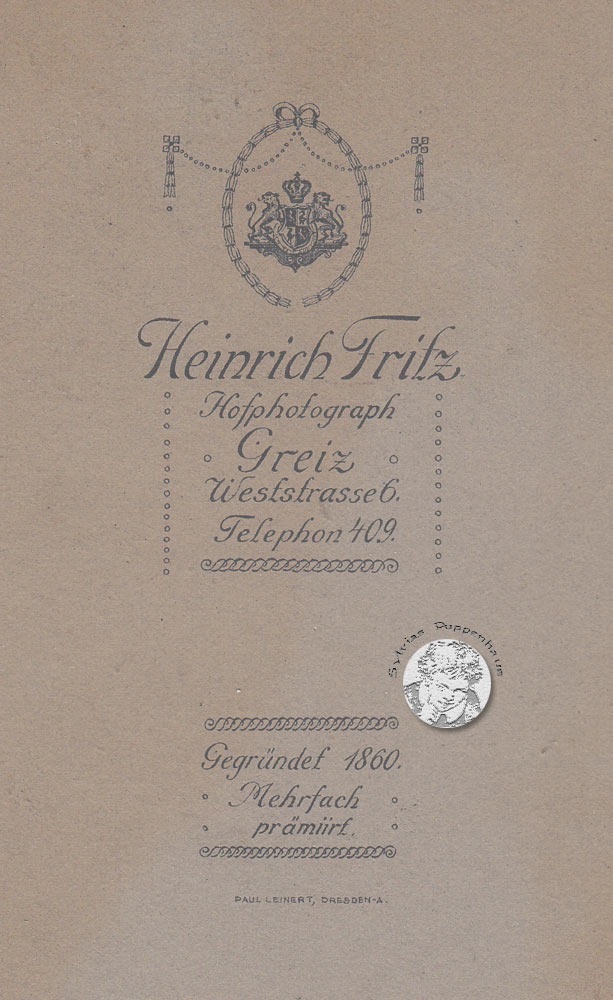 Heinrich Fritz
Hofphotograph
Greiz
Weststrasse 6.
Telephon 409.
Sylvias Puppenhaus
Gegründet 1860.
Mehrfach
prämiirt.
PAUL LEINERT, DRESDEN-A.